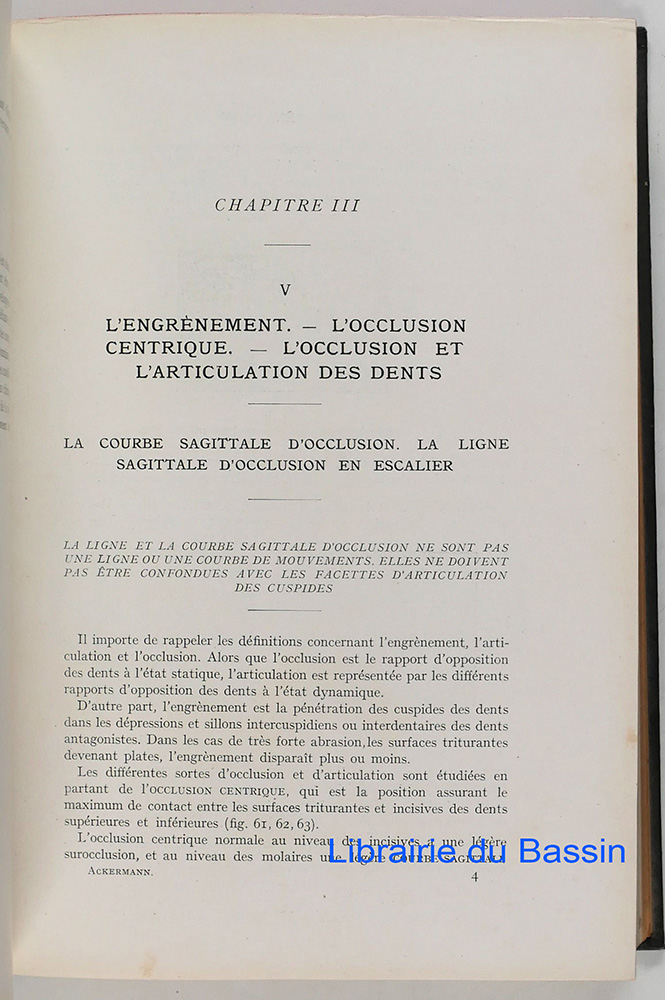 CHAPITRE III
V
L'ENGRÈNEMENT. — L'OCCLUSION
CENTRIQUE. — L'OCCLUSION ET
L'ARTICULATION DES DENTS
LA COURBE SAGITTALE D'OCCLUSION. LA LIGNE
SAGITTALE D'OCCLUSION EN ESCALIER
LA LIGNE ET LA COURBE SAGITTALE D'OCCLUSION NE SONT PAS
UNE LIGNE OU UNE COURBE DE MOUVEMENTS. ELLES NE DOIVENT
PAS ÊTRE CONFONDUES AVEC LES FACETTES D'ARTICULATION
DES CUSPIDES
Il importe de rappeler les définitions concernant l'engrènement, l'arti-
culation et l'occlusion. Alors que l'occlusion est le rapport d'opposition
des dents à l'état statique, l'articulation est représentée par les différents
rapports d'opposition des dents à l'état dynamique.
D'autre part, l'engrènement est la pénétration des cuspides des dents
dans les dépressions et sillons intercuspidiens ou interdentaires des dents
antagonistes. Dans les cas de très forte abrasion, les surfaces triturantes
devenant plates, l'engrènement disparaît plus ou moins.
Les différentes sortes d'occlusion et d'articulation sont étudiées en
partant de l'OCCLUSION CENTRIQUE, qui est la position assurant le
maximum de contact entre les surfaces triturantes et incisives des dents
supérieures et inférieures (fig. 61, 62, 63).
L'occlusion centrique normale au niveau des incisives a une légère
surocclusion, et au niveau des molaires une légère COURBE SAGITTALE
Librairie du Bassin
ACKERMANN.
4